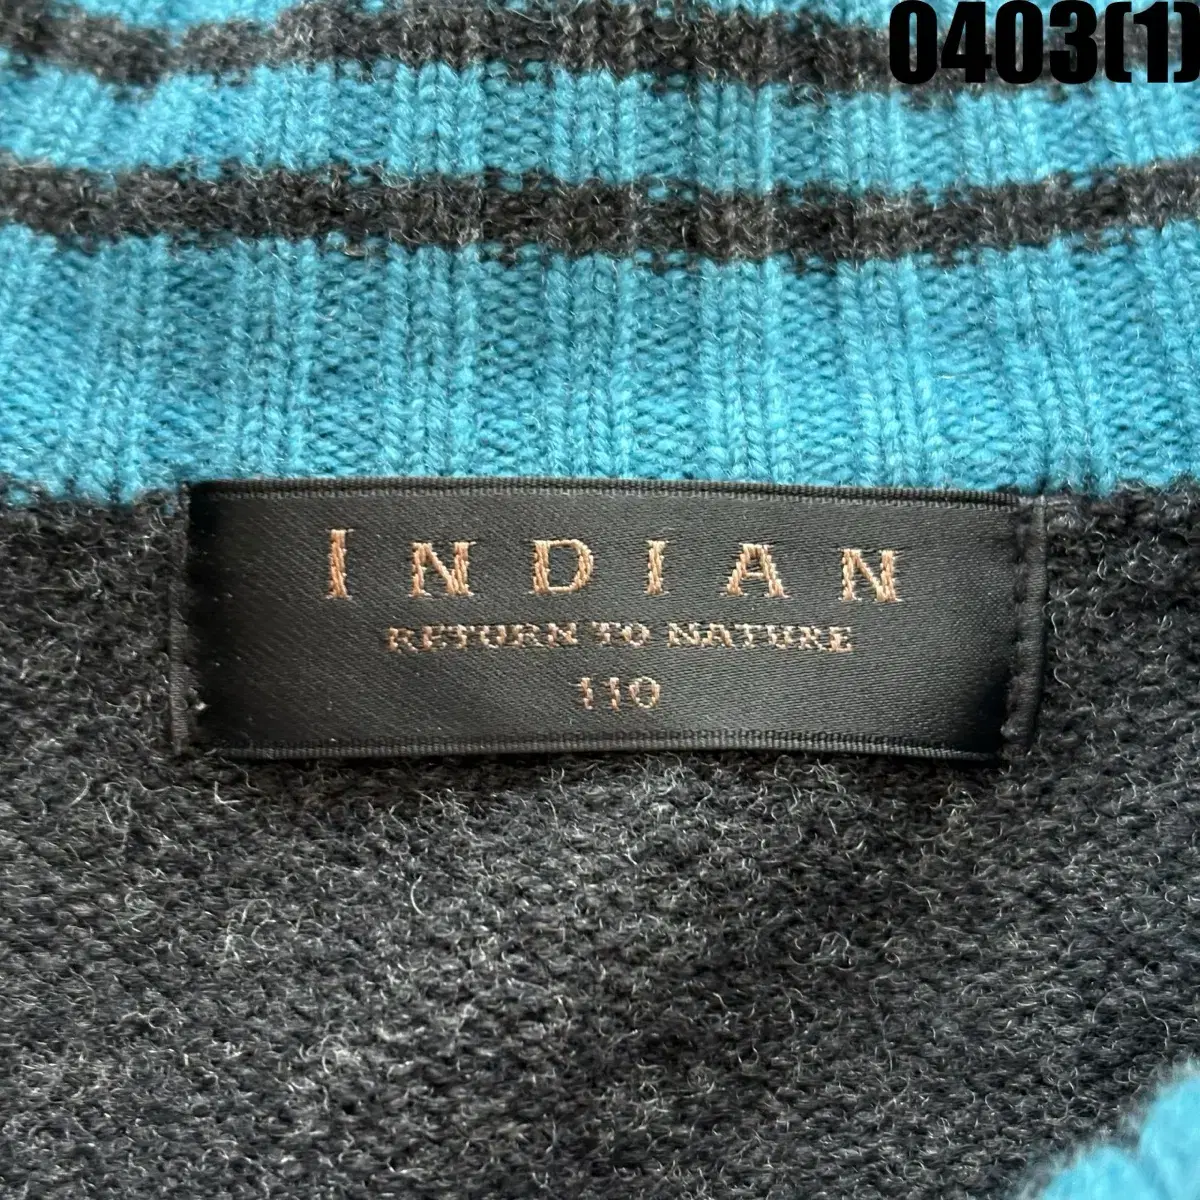 0403(1)
INDIAN
RETURN TO NATURE
110